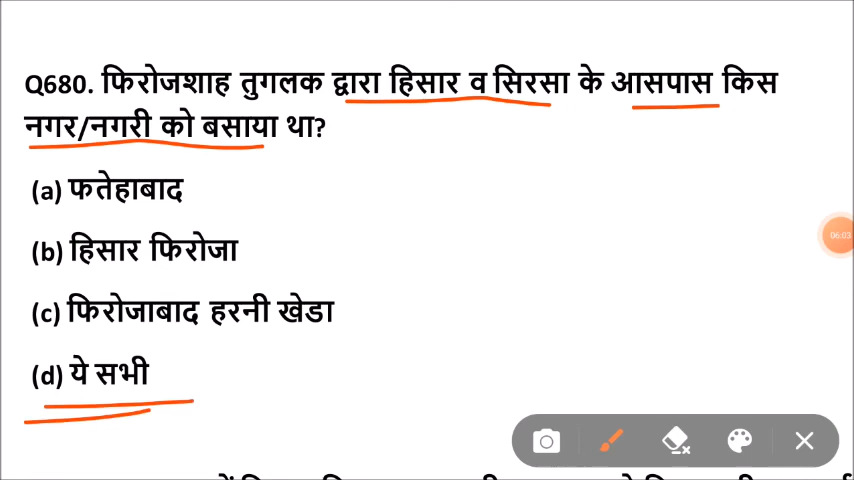 Q680. फिरोजशाह तुगलक द्वारा हिसार व सिरसा के आसपास किस
नगर/नगरी को बसाया था?
(a) फतेहाबाद
(b) हिसार फिरोजा
(c) फिरोजाबाद हरनी खेडा
(d) ये सभी
06:03